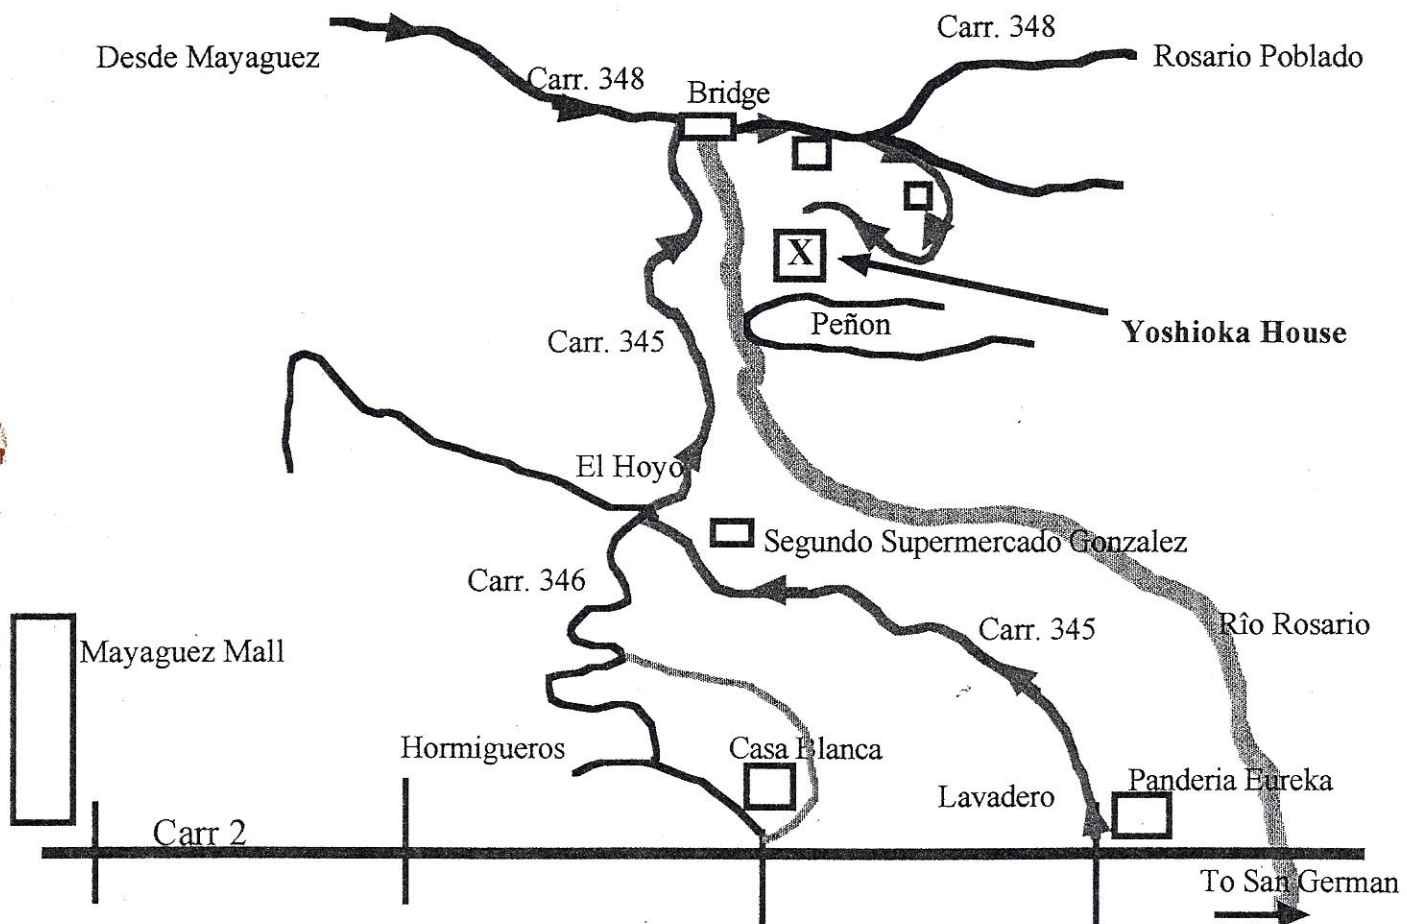 Carr. 348
Desde Mayaguez
Rosario Poblado
Carr. 348
Bridge
X
Peñon
Yoshioka House
Carr. 345
El Hoyo
Segundo Supermercado Gonzalez
Carr. 346
Carr. 345
Rîo Rosario
Mayaguez Mall
Hormigueros
Casa Blanca
Panderia Eureka
Lavadero
Carr 2
To San German